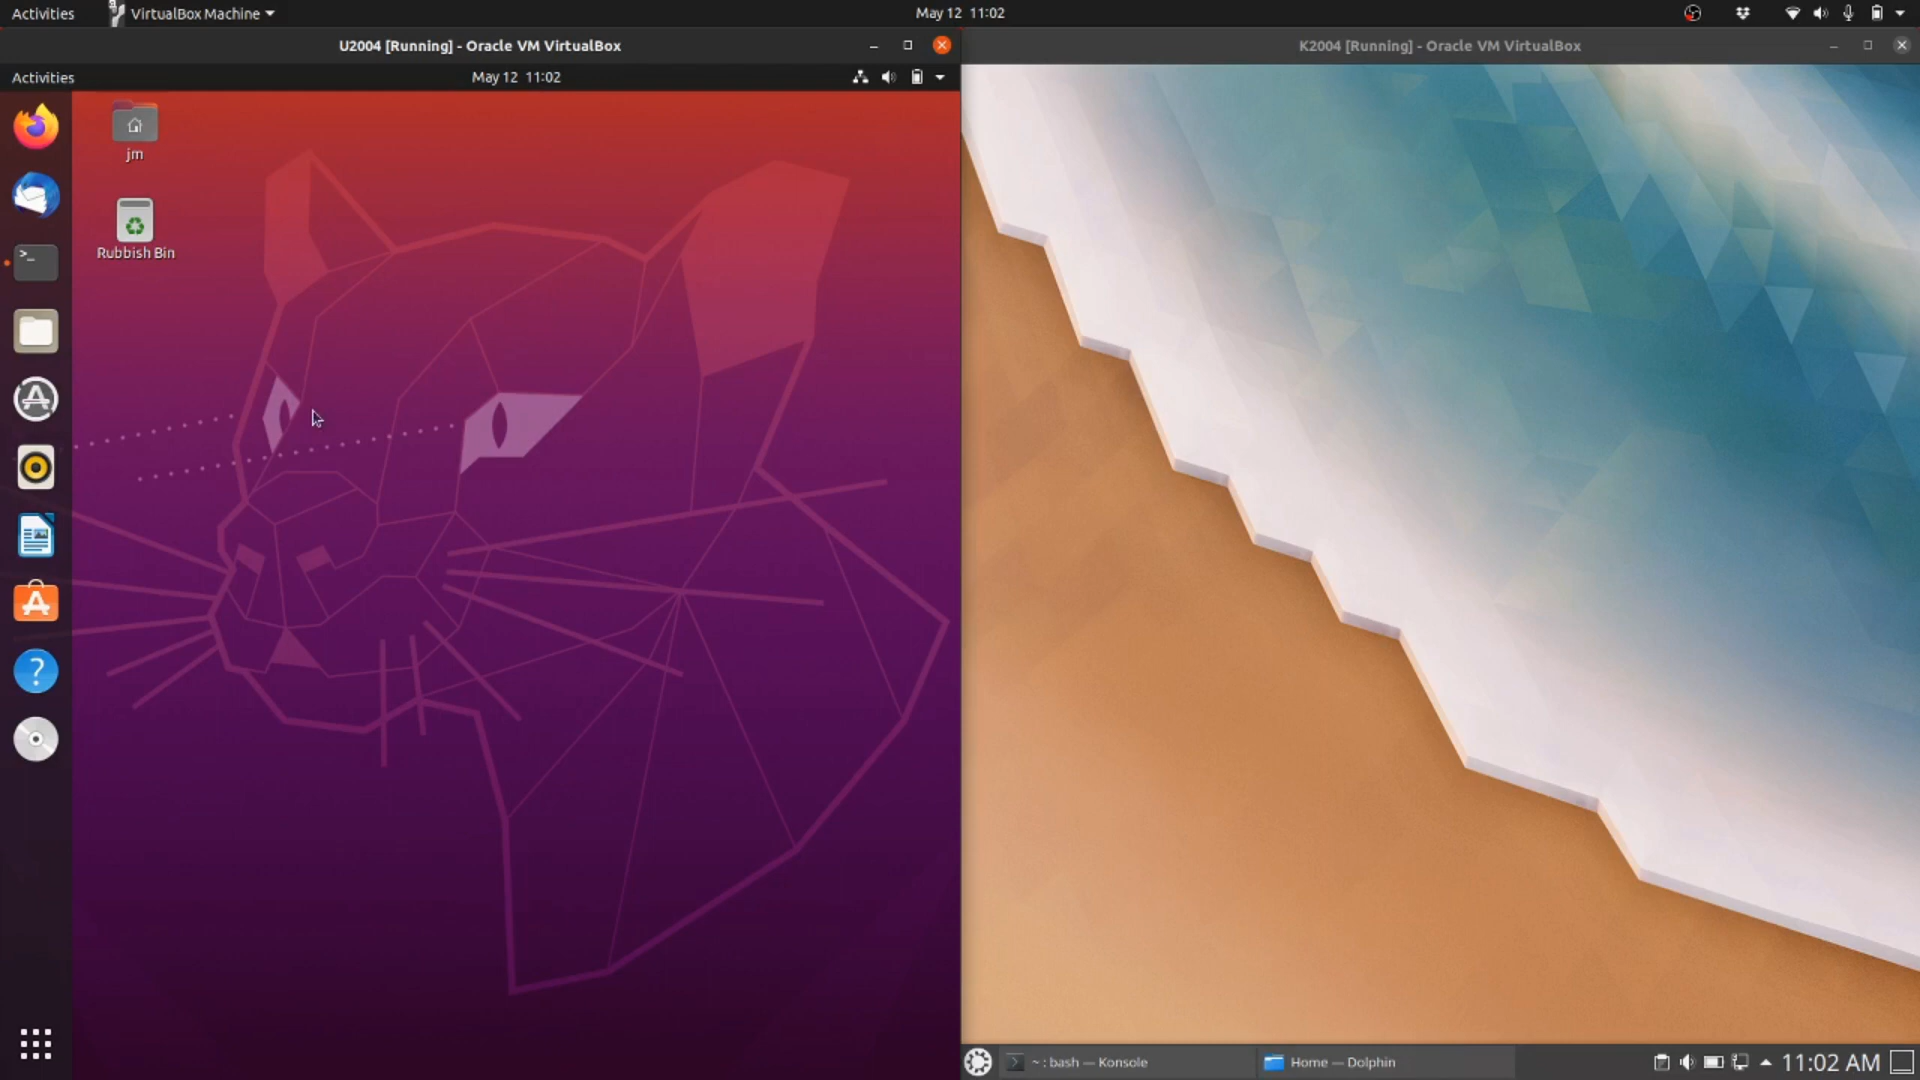 Activities
VirtualBox Machine
May 12 11:02
U2004 [Running] - Oracle VM VirtualBox
K2004 [Running] - Oracle VM VirtualBox
Activities
May 12 11:02
jm
Rubbish Bin
~ : bash — Konsole
Home — Dolphin
11:02 AM